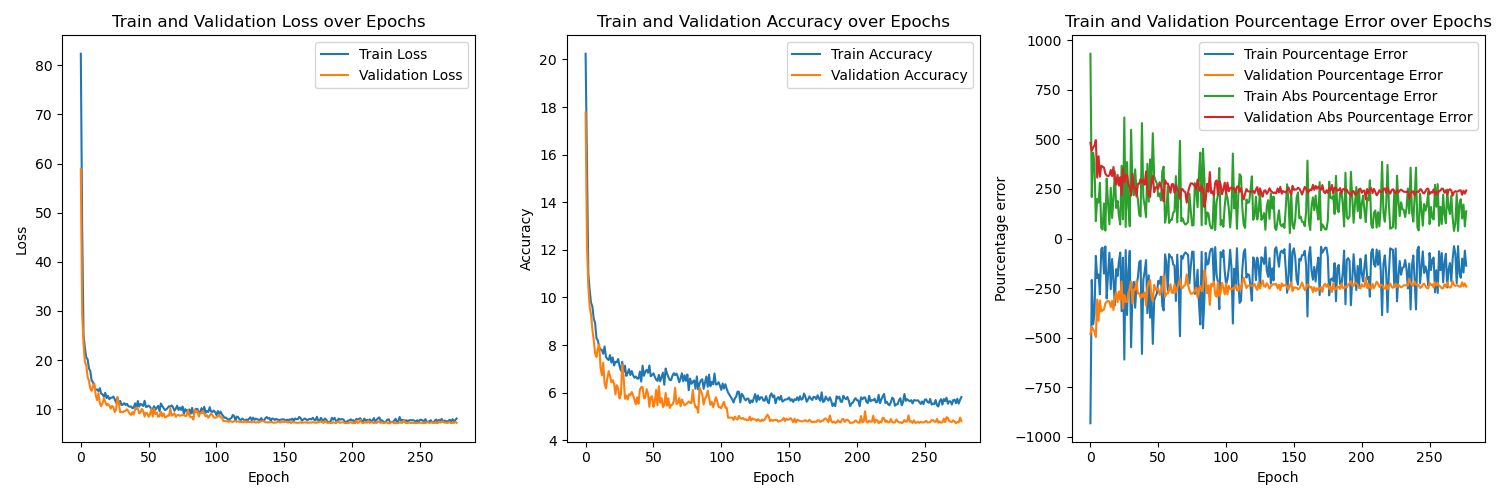 Train and Validation Loss over Epochs
Train Loss
Validation Loss
Loss
80
70
60
50
40
30
20
10
0
50
100
150
200
250
Epoch
Train and Validation Accuracy over Epochs
Train Accuracy
Validation Accuracy
Accuracy
20
18
16
14
12
10
8
6
4
0
50
100
150
200
250
Epoch
Train and Validation Pourcentage Error over Epochs
Train Pourcentage Error
Validation Pourcentage Error
Train Abs Pourcentage Error
Validation Abs Pourcentage Error
Pourcentage error
1000
750
500
250
0
−250
−500
−750
−1000
0
50
100
150
200
250
Epoch